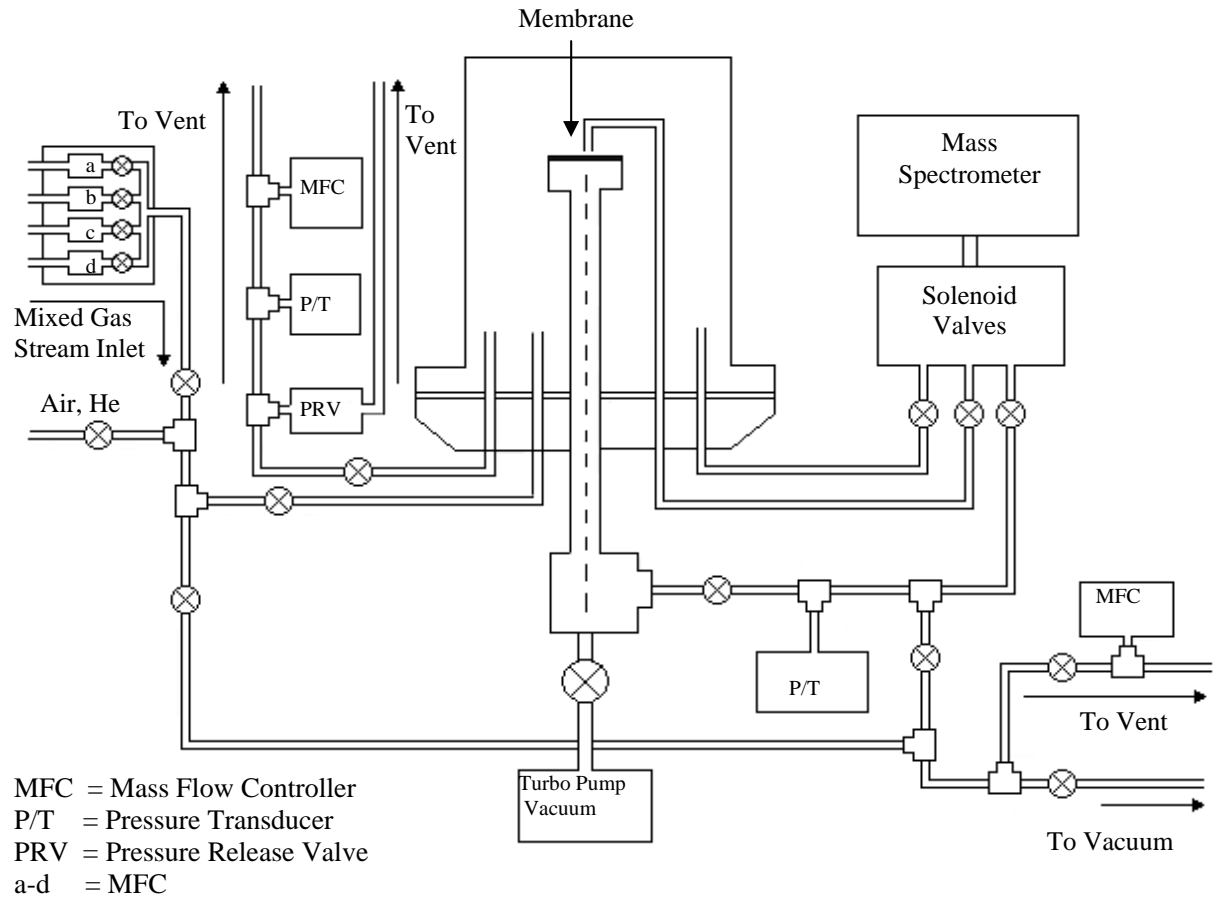 Membrane
To Vent
To
Vent
a
b
c
d
MFC
P/T
PRV
Mixed Gas
Stream Inlet
Air, He
Mass
Spectrometer
Solenoid
Valves
MFC
P/T
To Vent
Turbo Pump
Vacuum
To Vacuum
MFC = Mass Flow Controller
P/T = Pressure Transducer
PRV = Pressure Release Valve
a-d = MFC